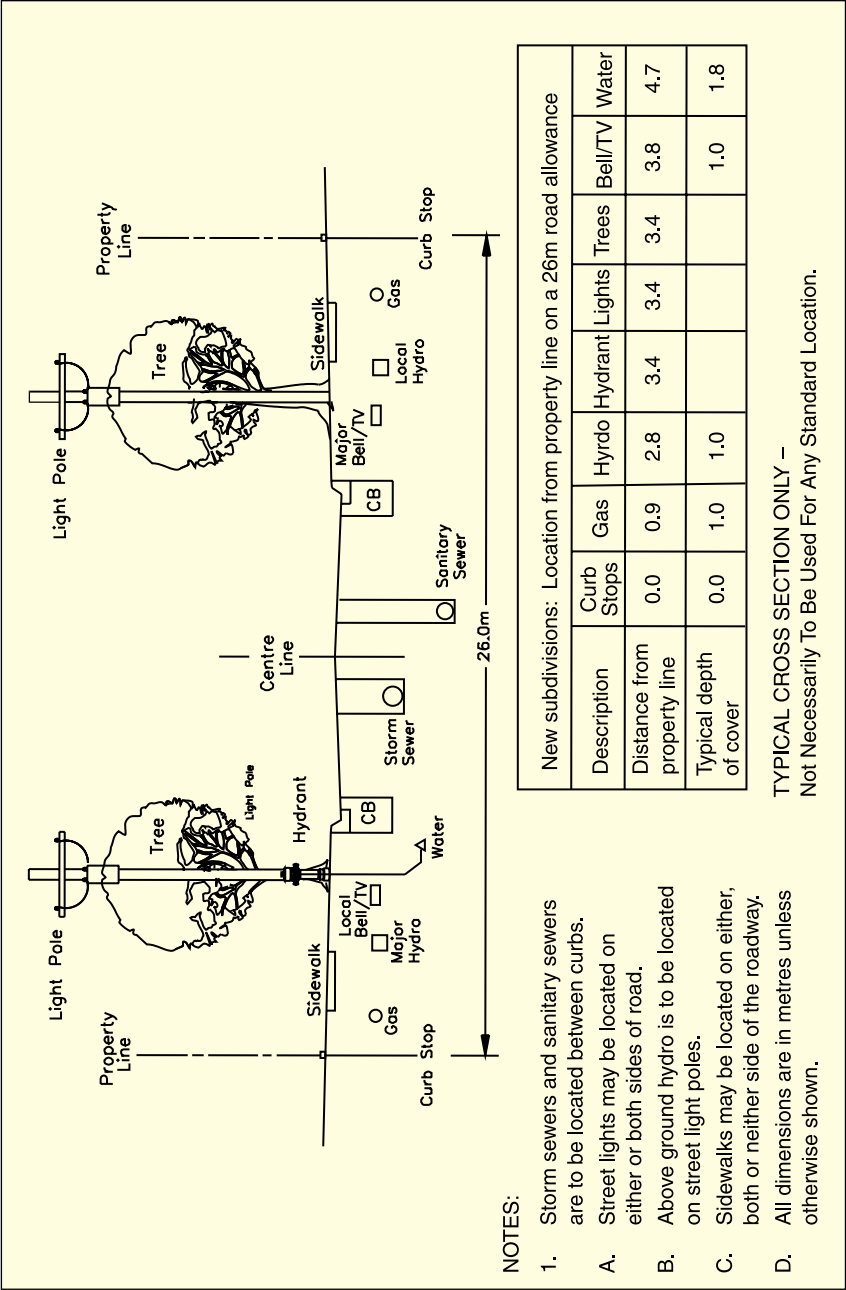 Light Pole
Light Pole
Property
Line
Tree
Tree
Property
Line
Light Pole
Hydrant
Centre
Line
Sidewalk
Local
Bell/TV
CB
CB
Major
Bell/TV
Sidewalk
Gas
Major
Hydra
Water
Storm
Sewer
Sanitary
Sewer
Local
Hydro
Gas
Curb Stop
Curb Stop
26.0m
NOTES:
1. Storm sewers and sanitary sewers
are to be located between curbs.
A. Street lights may be located on
either or both sides of road.
B. Above ground hydro is to be located
on street light poles.
C. Sidewalks may be located on either,
both or neither side of the roadway.
D. All dimensions are in metres unless
otherwise shown.
New subdivisions: Location from property line on a 26m road allowance
Description Curb Stops Gas Hyrdo Hydrant Lights Trees Bell/TV Water
Distance from property line 0.0 0.9 2.8 3.4 3.4 3.4 3.8 4.7
Typical depth of cover 0.0 1.0 1.0 1.0 1.8
TYPICAL CROSS SECTION ONLY –
Not Necessarily To Be Used For Any Standard Location.